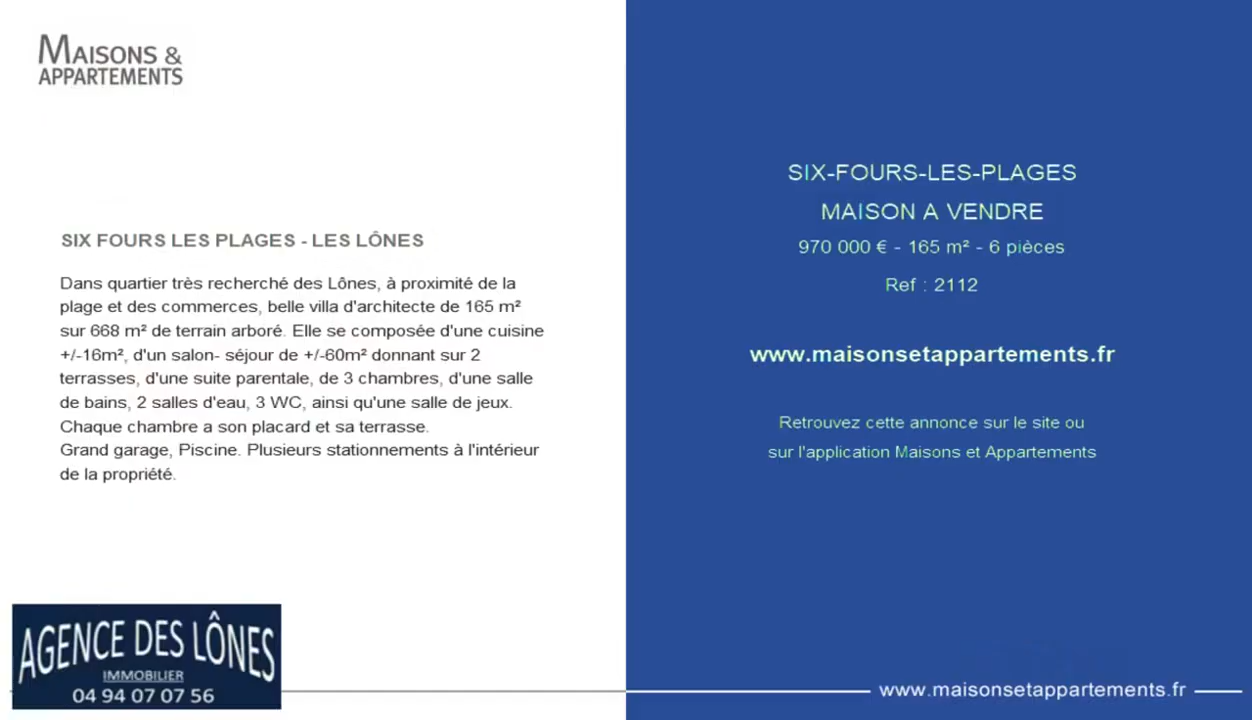 MAISONS &
APPARTEMENTS
SIX FOURS LES PLAGES - LES LÔNES
Dans quartier très recherché des Lônes, à proximité de la
plage et des commerces, belle villa d'architecte de 165 m²
sur 668 m² de terrain arboré. Elle se composée d'une cuisine
+/-16m², d'un salon- séjour de +/-60m² donnant sur 2
terrasses, d'une suite parentale, de 3 chambres, d'une salle
de bains, 2 salles d'eau, 3 WC, ainsi qu'une salle de jeux.
Chaque chambre a son placard et sa terrasse.
Grand garage, Piscine. Plusieurs stationnements à l'intérieur
de la propriété.
AGENCE DES LÔNES
IMMOBILIER
04 94 07 07 56
SIX-FOURS-LES-PLAGES
MAISON A VENDRE
970 000 € - 165 m² - 6 pièces
Ref : 2112
www.maisonsetappartements.fr
Retrouvez cette annonce sur le site ou
sur l'application Maisons et Appartements
www.maisonsetappartements.fr